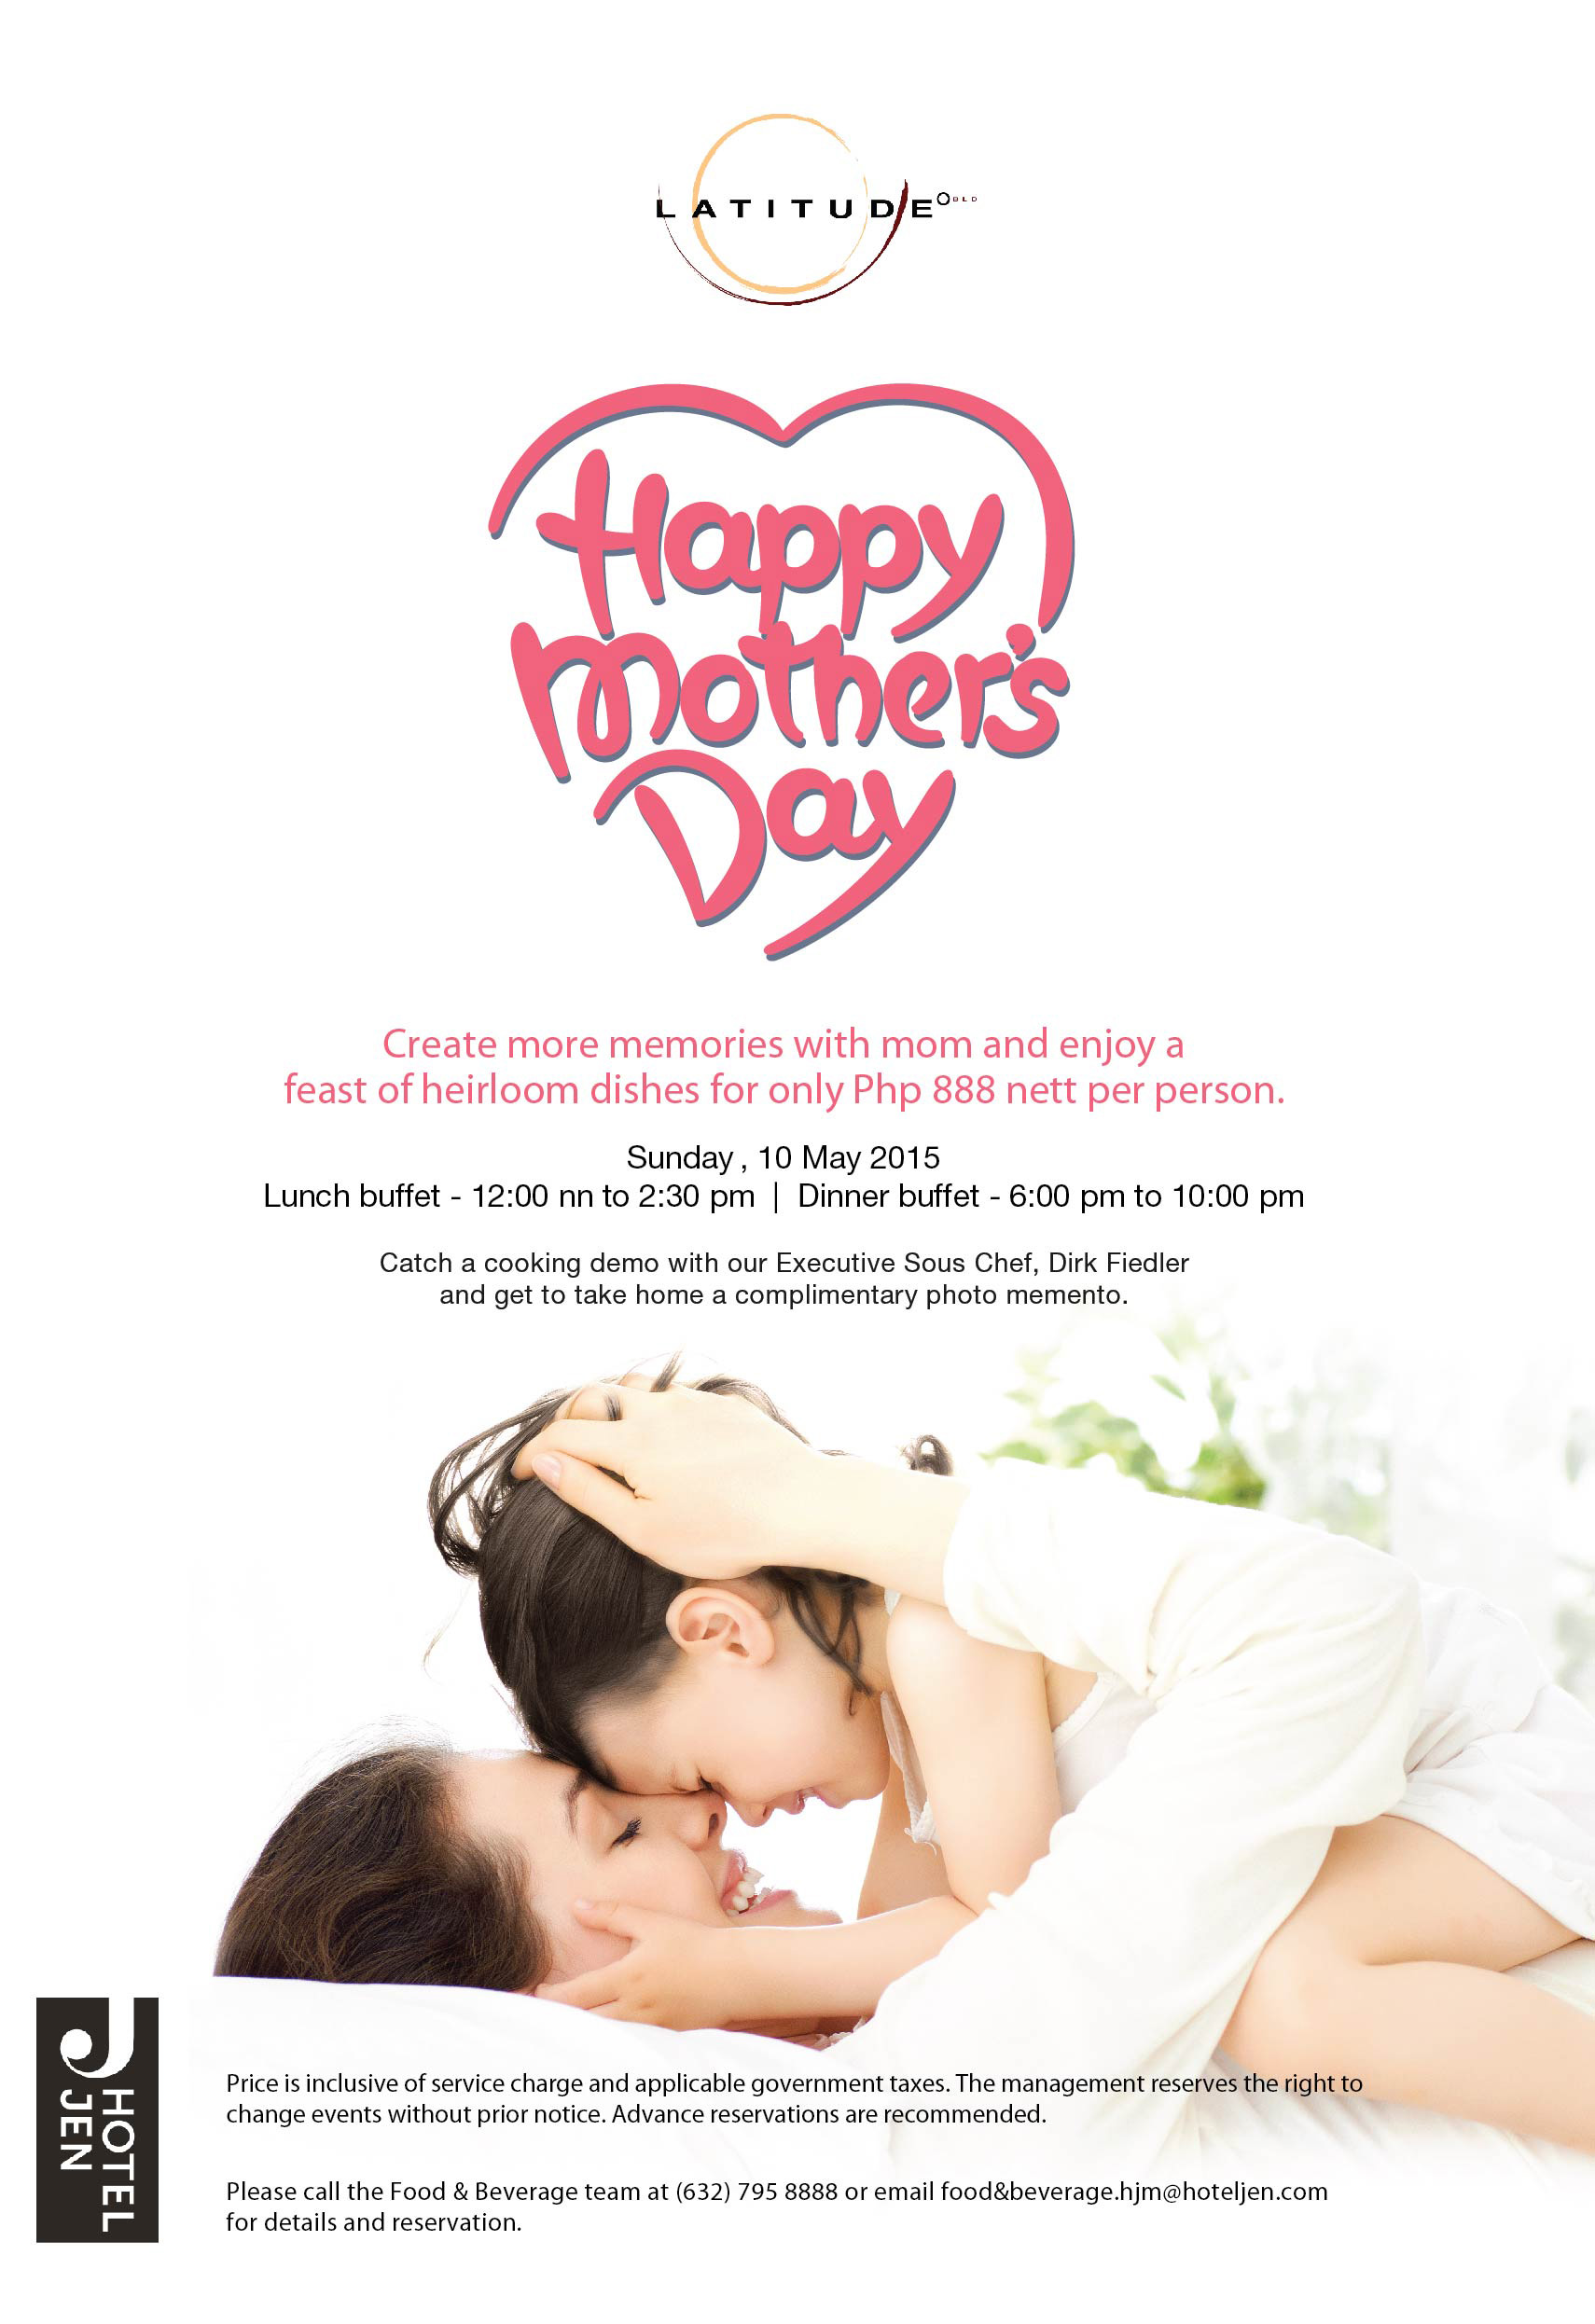 LATITUDE
Happy
Mother's
Day
Create more memories with mom and enjoy a
feast of heirloom dishes for only Php 888 nett per person.
Sunday , 10 May 2015
Lunch buffet - 12:00 nn to 2:30 pm | Dinner buffet - 6:00 pm to 10:00 pm
Catch a cooking demo with our Executive Sous Chef, Dirk Fiedler
and get to take home a complimentary photo memento.
Price is inclusive of service charge and applicable government taxes. The management reserves the right to
change events without prior notice. Advance reservations are recommended.
Please call the Food & Beverage team at (632) 795 8888 or email food&beverage.hjm@hoteljen.com
for details and reservation.
HOTEL
JEN